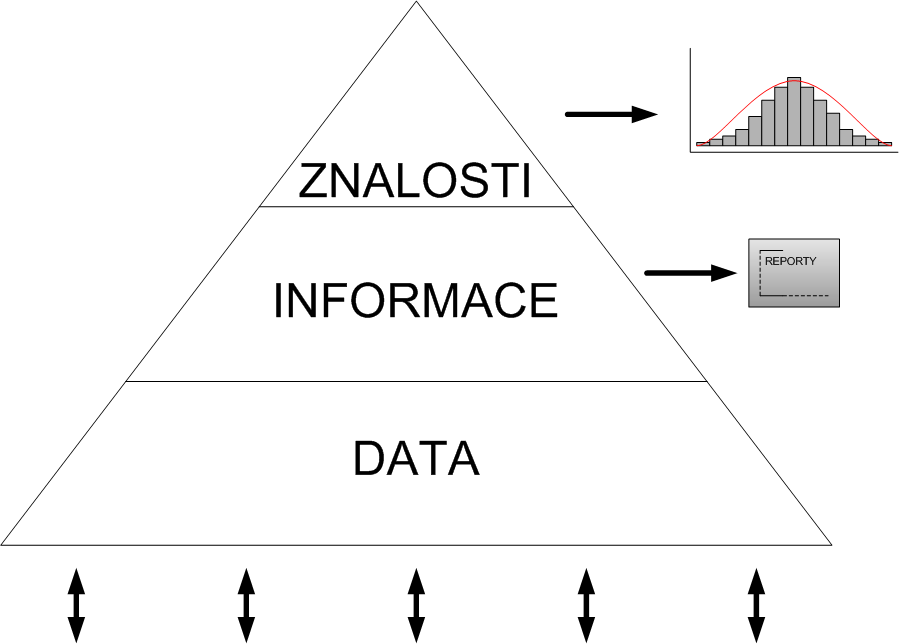 ZNALOSTI
INFORMACE
REPORTY
DATA